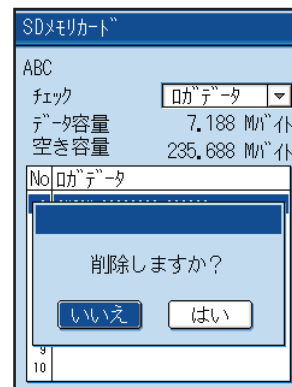 SDﾒﾓﾘｶｰﾄﾞ
ABC
ﾁｪｯｸ ﾛｶﾞﾃﾞｰﾀ
ﾃﾞｰﾀ容量 7.188 Mﾊﾞｲﾄ
空き容量 235.688 Mﾊﾞｲﾄ
No ﾛｶﾞﾃﾞｰﾀ
削除しますか？
いいえ はい
9
10